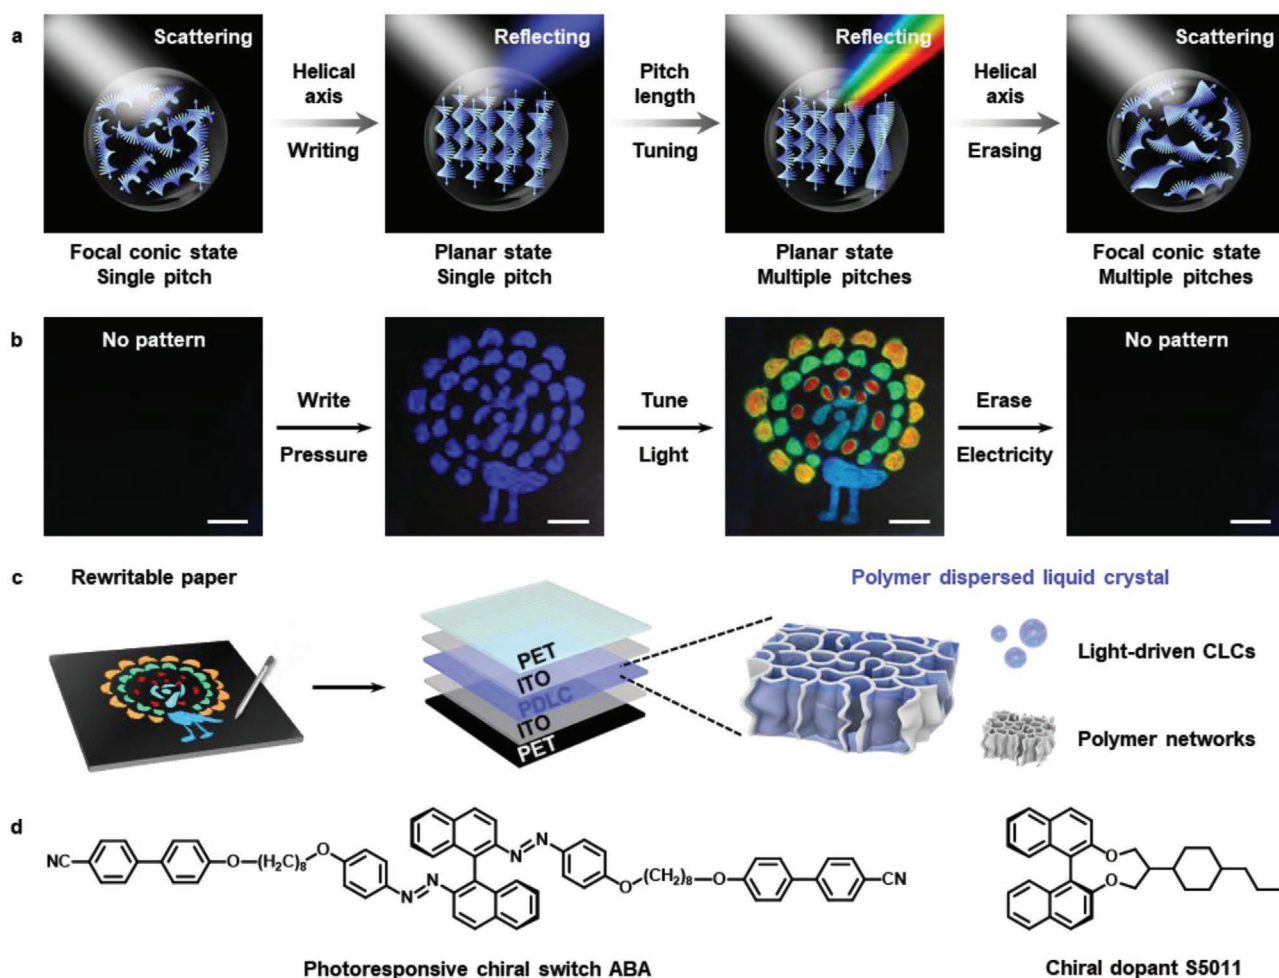 a
Scattering
Helical
axis
Writing
Reflecting
Pitch
length
Tuning
Reflecting
Helical
axis
Erasing
Scattering
Focal conic state
Single pitch
Planar state
Single pitch
Planar state
Multiple pitches
Focal conic state
Multiple pitches
b
No pattern
Write
Pressure
Tune
Light
Erase
Electricity
No pattern
c
Rewritable paper
PET
ITO
PDLC
ITO
PET
Polymer dispersed liquid crystal
Light-driven CLCs
Polymer networks
d
NC
O
(H₂C)₈
O
N=N
N=N
O
(CH₂)₈
O
CN
Photoresponsive chiral switch ABA
O
O
Chiral dopant S5011